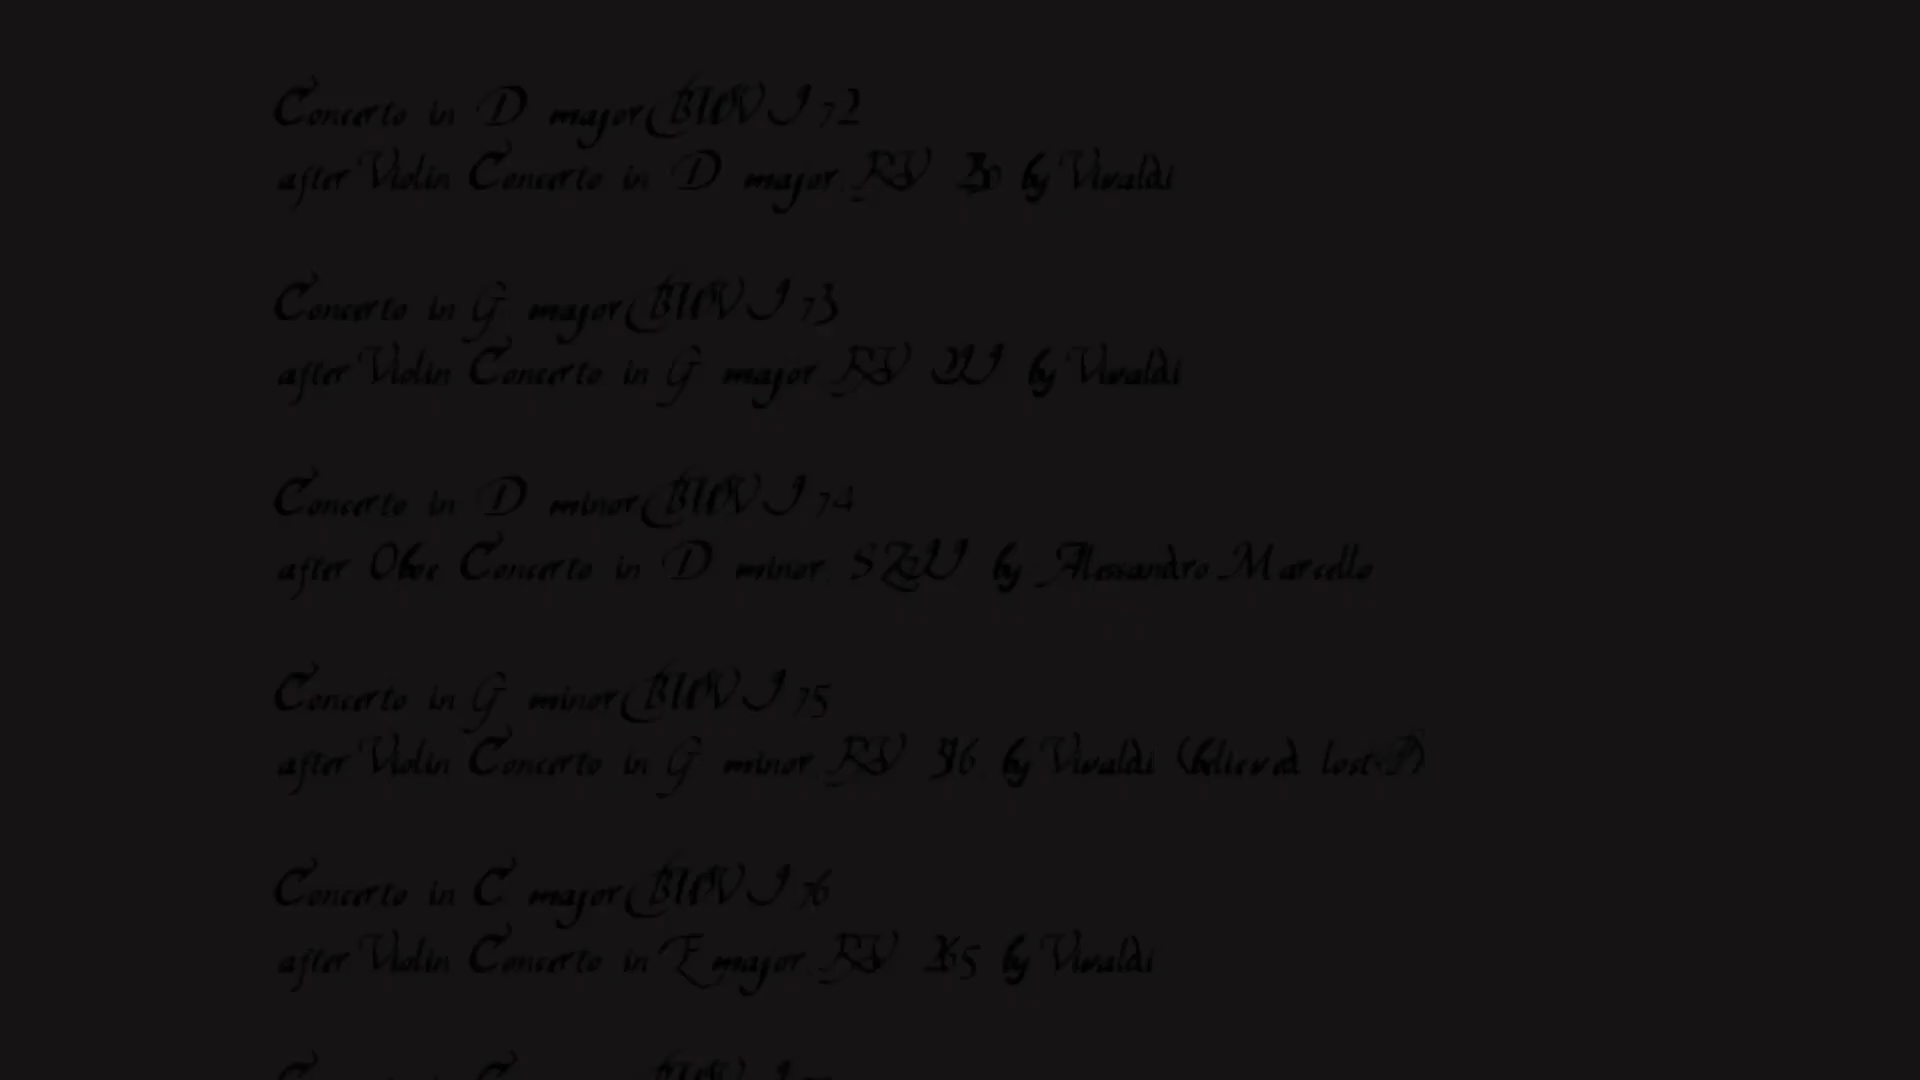 Concerto in D major BWV 972
after Violin Concerto in D major RV 230 by Vivaldi
Concerto in G major BWV 973
after Violin Concerto in G major RV 299 by Vivaldi
Concerto in D minor BWV 974
after Oboe Concerto in D minor SZ799 by Alessandro Marcello
Concerto in G minor BWV 975
after Violin Concerto in G minor RV 316 by Vivaldi (believed lost?)
Concerto in C major BWV 976
after Violin Concerto in E major RV 265 by Vivaldi